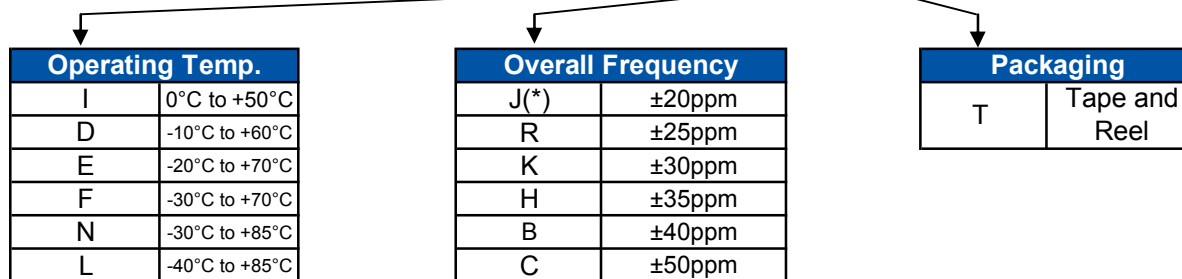 Operating Temp.
I 0°C to +50°C
D -10°C to +60°C
E -20°C to +70°C
F -30°C to +70°C
N -30°C to +85°C
L -40°C to +85°C
Overall Frequency
J(*) ±20ppm
R ±25ppm
K ±30ppm
H ±35ppm
B ±40ppm
C ±50ppm
Packaging
T Tape and
Reel